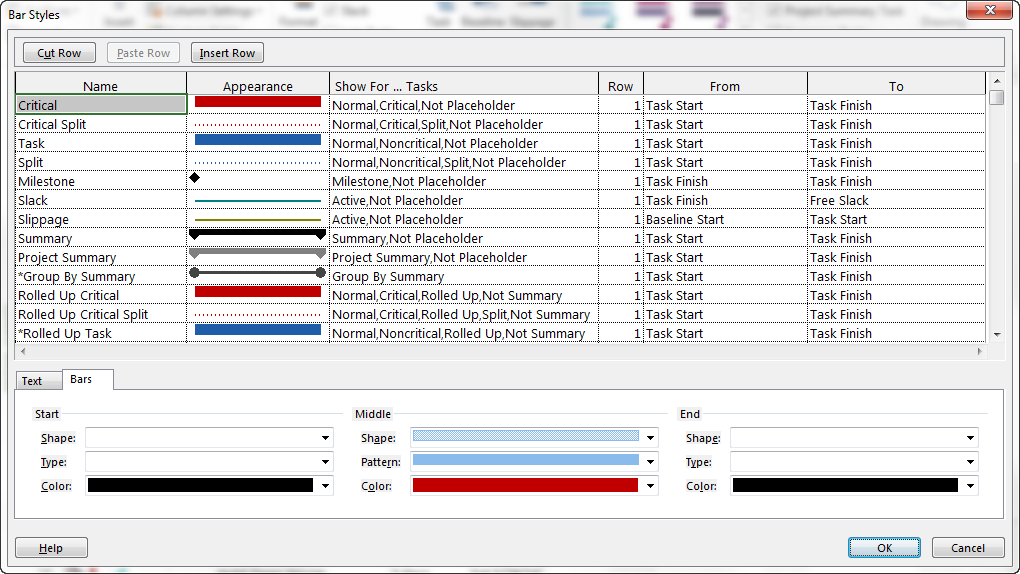 Bar Styles
Cut Row Paste Row Insert Row
Name Appearance Show For ... Tasks Row From To
Critical Normal,Critical,Not Placeholder 1 Task Start Task Finish
Critical Split Normal,Critical,Split,Not Placeholder 1 Task Start Task Finish
Task Normal,Noncritical,Not Placeholder 1 Task Start Task Finish
Split Normal,Noncritical,Split,Not Placeholder 1 Task Start Task Finish
Milestone Milestone,Not Placeholder 1 Task Finish Task Finish
Slack Active,Not Placeholder 1 Task Finish Free Slack
Slippage Active,Not Placeholder 1 Baseline Start Task Start
Summary Summary,Not Placeholder 1 Task Start Task Finish
Project Summary Project Summary,Not Placeholder 1 Task Start Task Finish
*Group By Summary Group By Summary 1 Task Start Task Finish
Rolled Up Critical Normal,Critical,Rolled Up,Not Summary 1 Task Start Task Finish
Rolled Up Critical Split Normal,Critical,Rolled Up,Split,Not Summary 1 Task Start Task Finish
*Rolled Up Task Normal,Noncritical,Rolled Up,Not Summary 1 Task Start Task Finish
Text Bars
Start Middle End
Shape: Shape: Shape:
Type: Pattern: Type:
Color: Color: Color:
Help OK Cancel